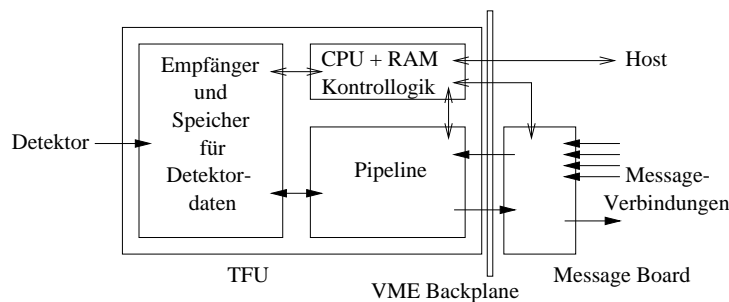 Detektor
Empfänger
und
Speicher
für
Detektor-
daten
CPU + RAM
Kontrollogik
Pipeline
Host
Message-
Verbindungen
TFU
VME Backplane
Message Board